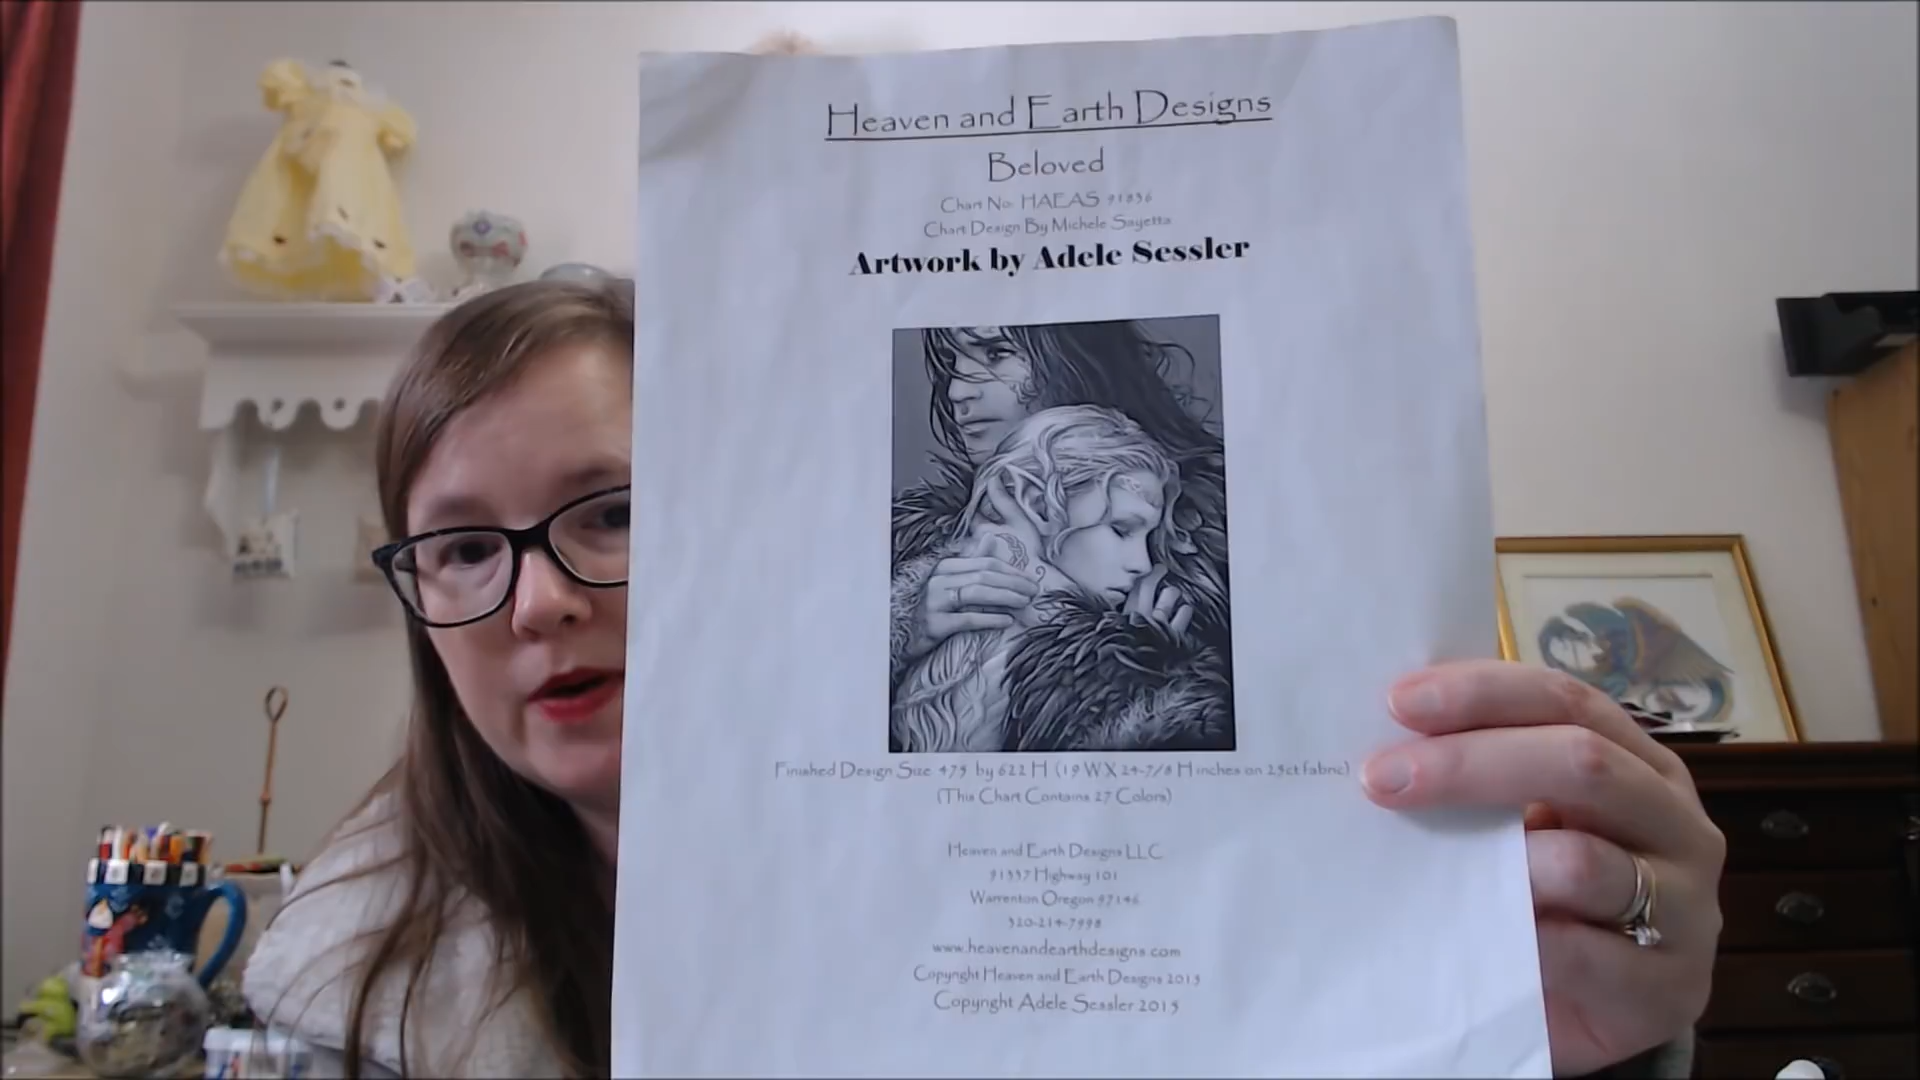 Heaven and Earth Designs
Beloved
Chart No: HAEAS 91836
Chart Design By Michele Sayetta
Artwork by Adele Sessler
Finished Design Size 475 by 622 H (19 W X 24-7/8 H inches on 25ct fabric)
(This Chart Contains 27 Colors)
Heaven and Earth Designs LLC
91337 Highway 101
Warrenton Oregon 97146
520-214-7998
www.heavenandearthdesigns.com
Copyright Heaven and Earth Designs 2015
Copyright Adele Sessler 2015